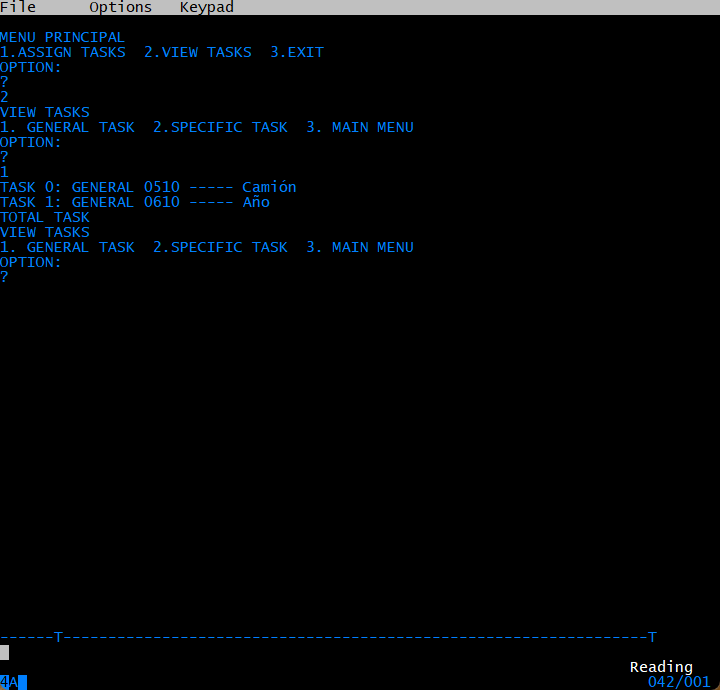 File Options Keypad
MENU PRINCIPAL
1.ASSIGN TASKS 2.VIEW TASKS 3.EXIT
OPTION:
?
2
VIEW TASKS
1. GENERAL TASK 2.SPECIFIC TASK 3. MAIN MENU
OPTION:
?
1
TASK 0: GENERAL 0510 ----- Camión
TASK 1: GENERAL 0610 ----- Año
TOTAL TASK
VIEW TASKS
1. GENERAL TASK 2.SPECIFIC TASK 3. MAIN MENU
OPTION:
?
------T-----------------------------------------------------------------T
Reading
4A 042/001